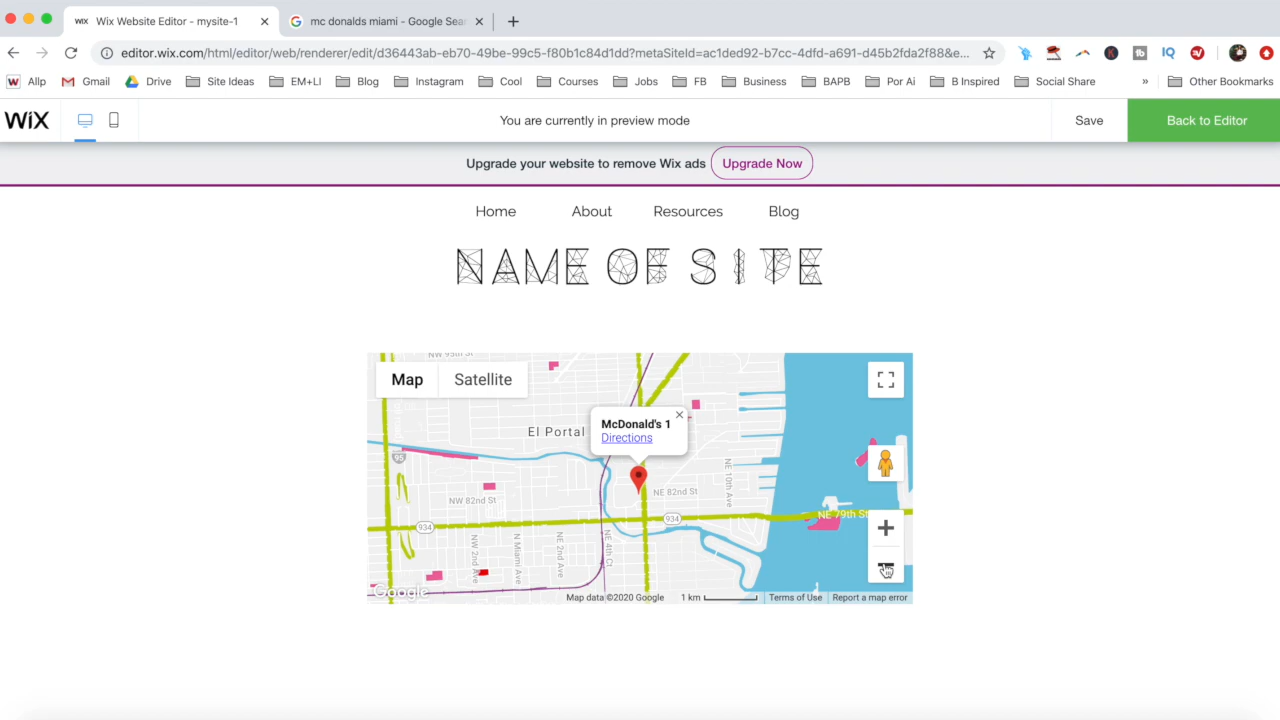 WiX Wix Website Editor - mysite-1
mc donalds miami - Google Sea
editor.wix.com/html/editor/web/renderer/edit/d36443ab-eb70-49be-99c5-f80b1c84d1dd?metaSiteId=ac1ded92-b7cc-4dfd-a691-d45b2fda2f88&e...
Allp Gmail Drive Site Ideas EM+LI Blog Instagram Cool Courses Jobs FB Business BAPB Por Ai B Inspired Social Share » Other Bookmarks
WiX
You are currently in preview mode
Save
Back to Editor
Upgrade your website to remove Wix ads Upgrade Now
Home About Resources Blog
NAME OF SITE
NW 95th St
Map Satellite
McDonald's 1
Directions
El Portal
95
NW 82nd St
NE 82nd St
NE 10th Ave
934
934
NE 79th St
NW 2nd Ave
N Miami Ave
NE 2nd Ave
NE 4th Ct
Google
Map data ©2020 Google 1 km Terms of Use Report a map error